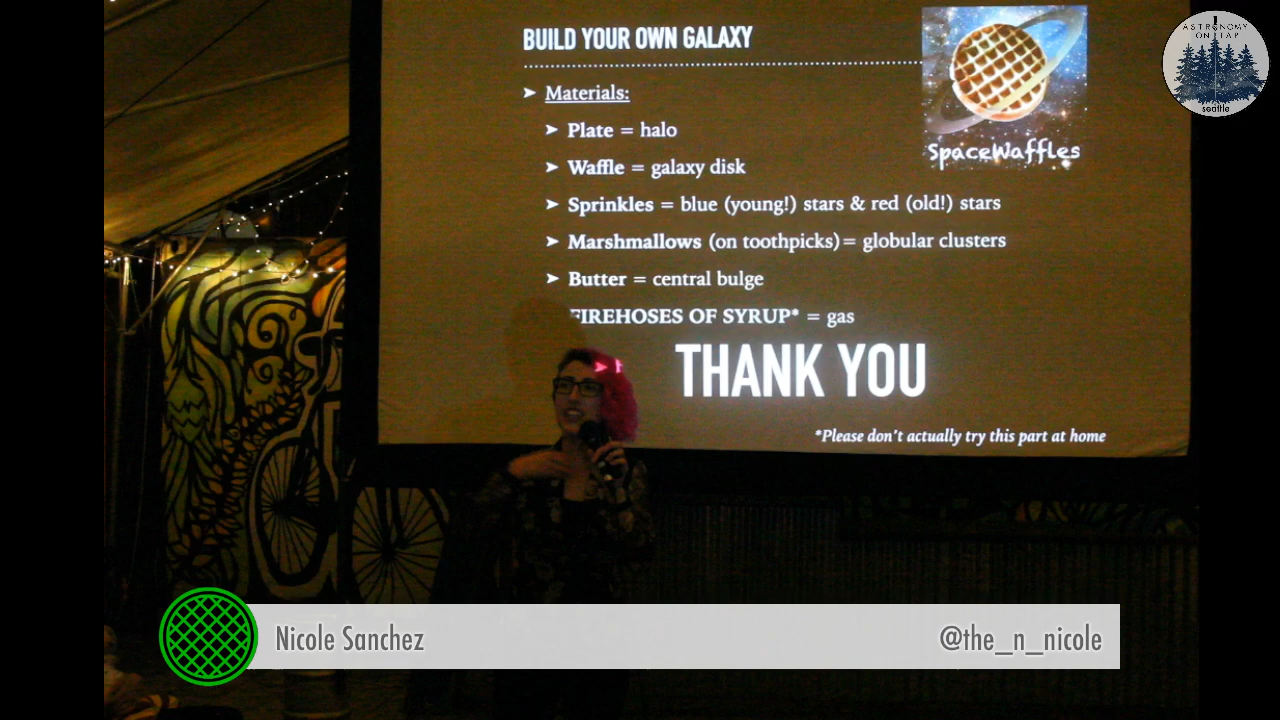 BUILD YOUR OWN GALAXY
➤ Materials:
➤ Plate = halo
➤ Waffle = galaxy disk
➤ Sprinkles = blue (young!) stars & red (old!) stars
➤ Marshmallows (on toothpicks)= globular clusters
➤ Butter = central bulge
FIREHOSES OF SYRUP* = gas
THANK YOU
*Please don't actually try this part at home
SpaceWaffles
ASTRONOMY
ON TAP
seattle
Nicole Sanchez
@the_n_nicole